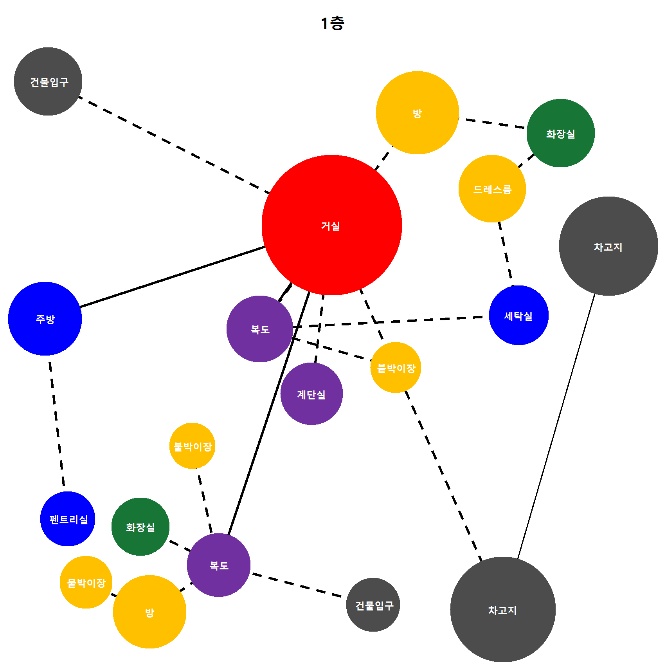 1층
건물입구
방
화장실
드레스룸
거실
차고지
주방
복도
세탁실
붙박이장
계단실
붙박이장
펜트리실
화장실
복도
붙박이장
방
건물입구
차고지